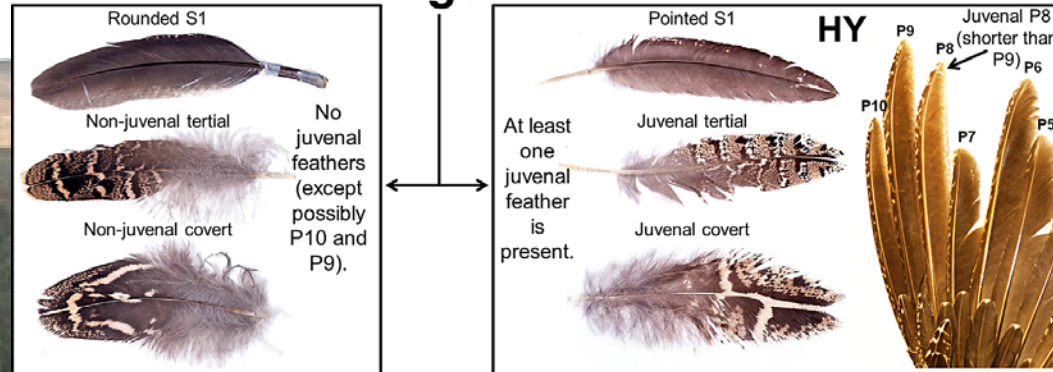 Rounded S1
Non-juvenal tertial
Non-juvenal covert
No
juvenal
feathers
(except
possibly
P10 and
P9).
At least
one
juvenal
feather
is
present.
Pointed S1
Juvenal tertial
Juvenal covert
HY
Juvenal P8
(shorter than
P9)
P9
P8
P6
P10
P7
P5